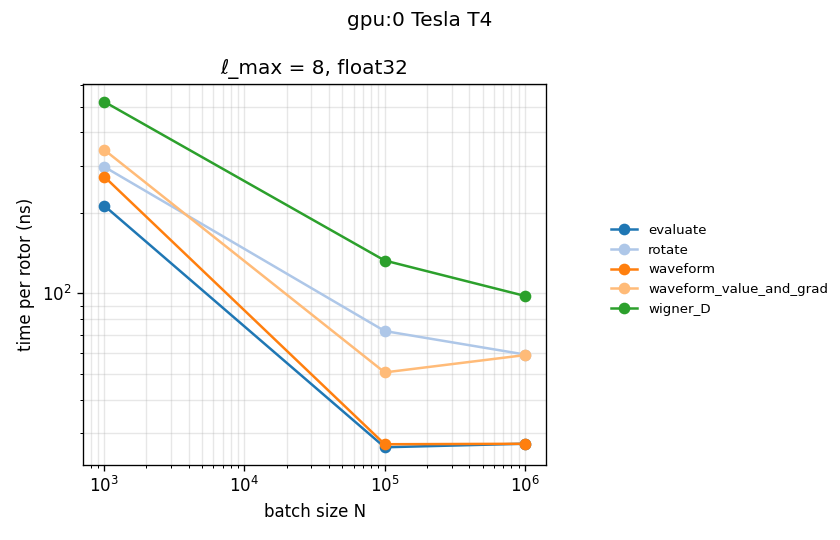 gpu:0 Tesla T4
ℓ_max = 8, float32
time per rotor (ns)
10²
10³
10⁴
10⁵
10⁶
batch size N
evaluate
rotate
waveform
waveform_value_and_grad
wigner_D